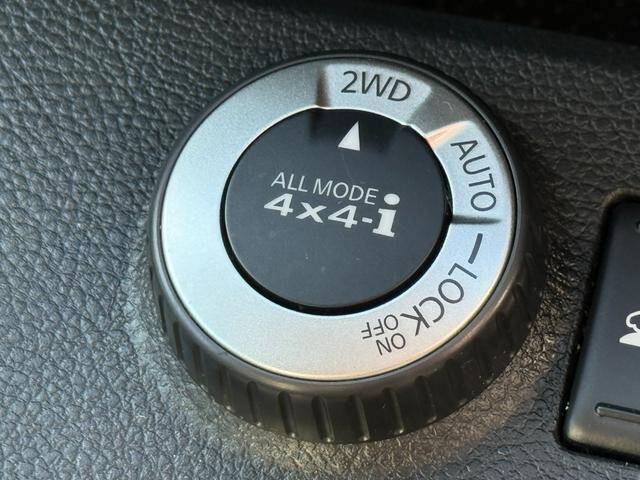 2WD
AUTO
LOCK
ON
OFF
ALL MODE
4x4-i